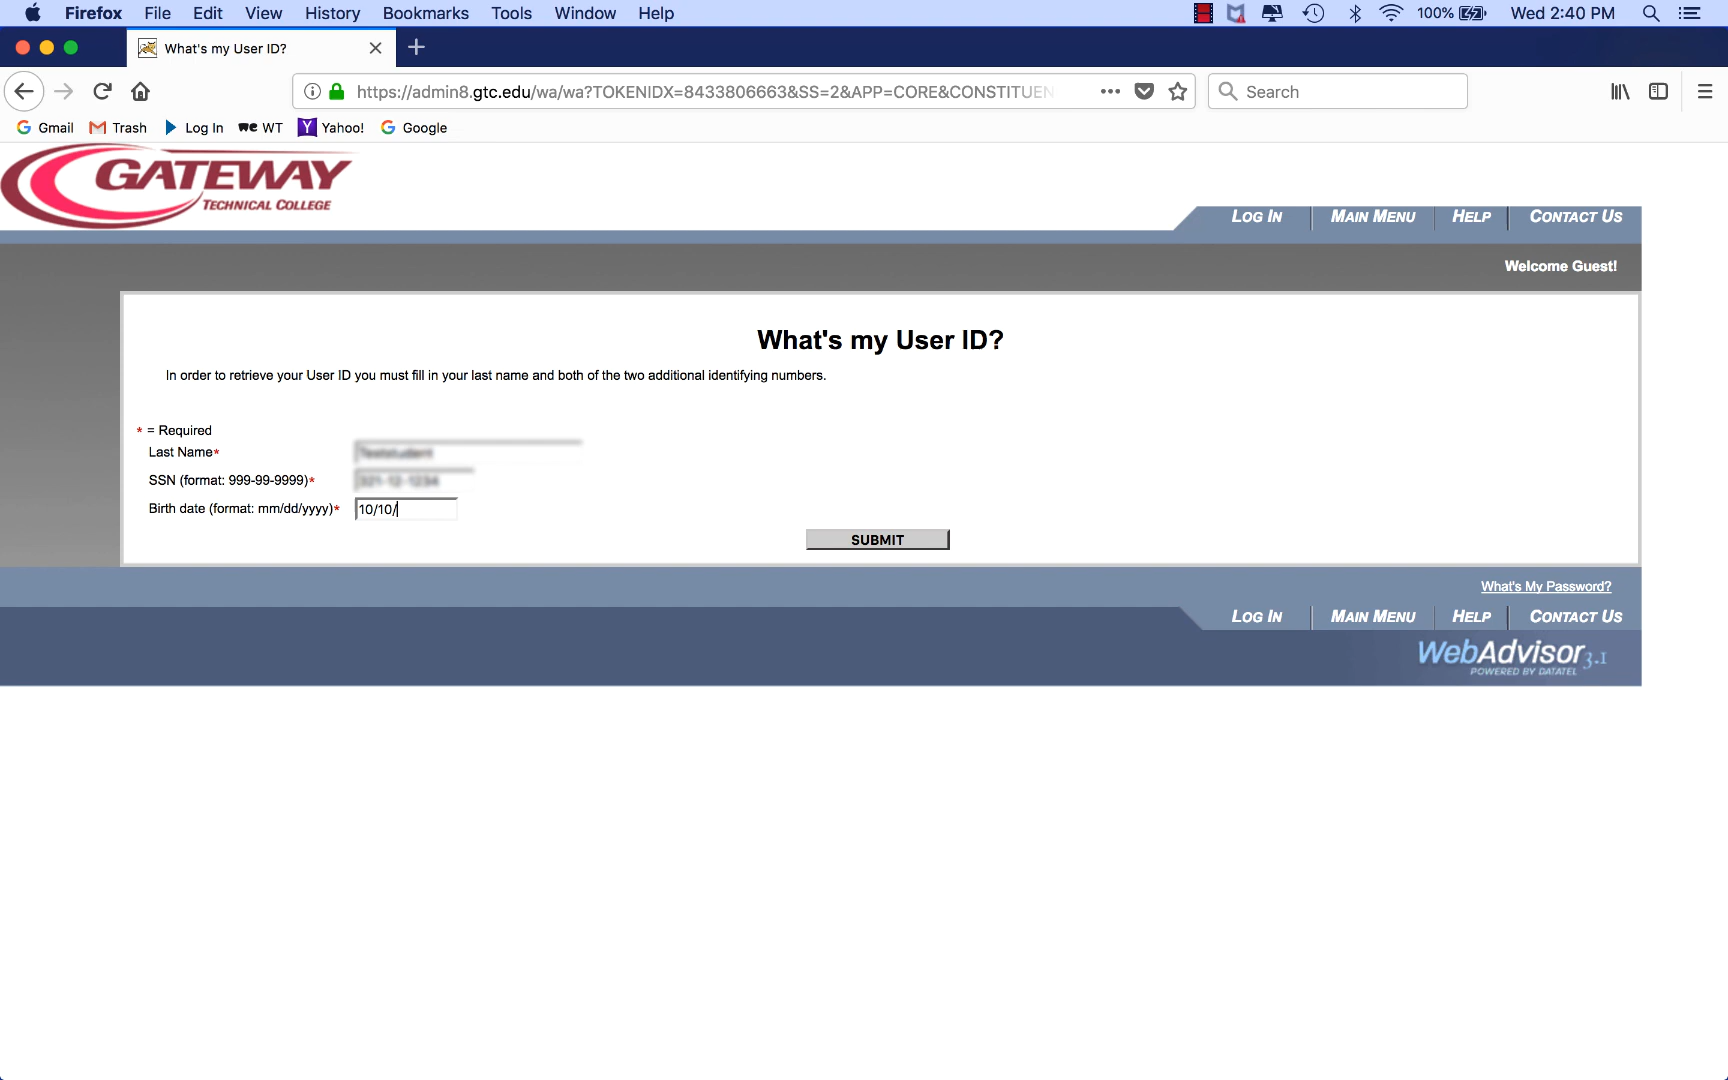 Firefox File Edit View History Bookmarks Tools Window Help 100% Wed 2:40 PM
What's my User ID?
https://admin8.gtc.edu/wa/wa?TOKENIDX=8433806663&SS=2&APP=CORE&CONSTITUEN Search
Gmail Trash Log In WT Yahoo! Google
GATEWAY
TECHNICAL COLLEGE
LOG IN MAIN MENU HELP CONTACT US
Welcome Guest!
What's my User ID?
In order to retrieve your User ID you must fill in your last name and both of the two additional identifying numbers.
* = Required
Last Name*
SSN (format: 999-99-9999)*
Birth date (format: mm/dd/yyyy)* 10/10/
SUBMIT
What's My Password?
LOG IN MAIN MENU HELP CONTACT US
WebAdvisor 3.1
POWERED BY DATATEL